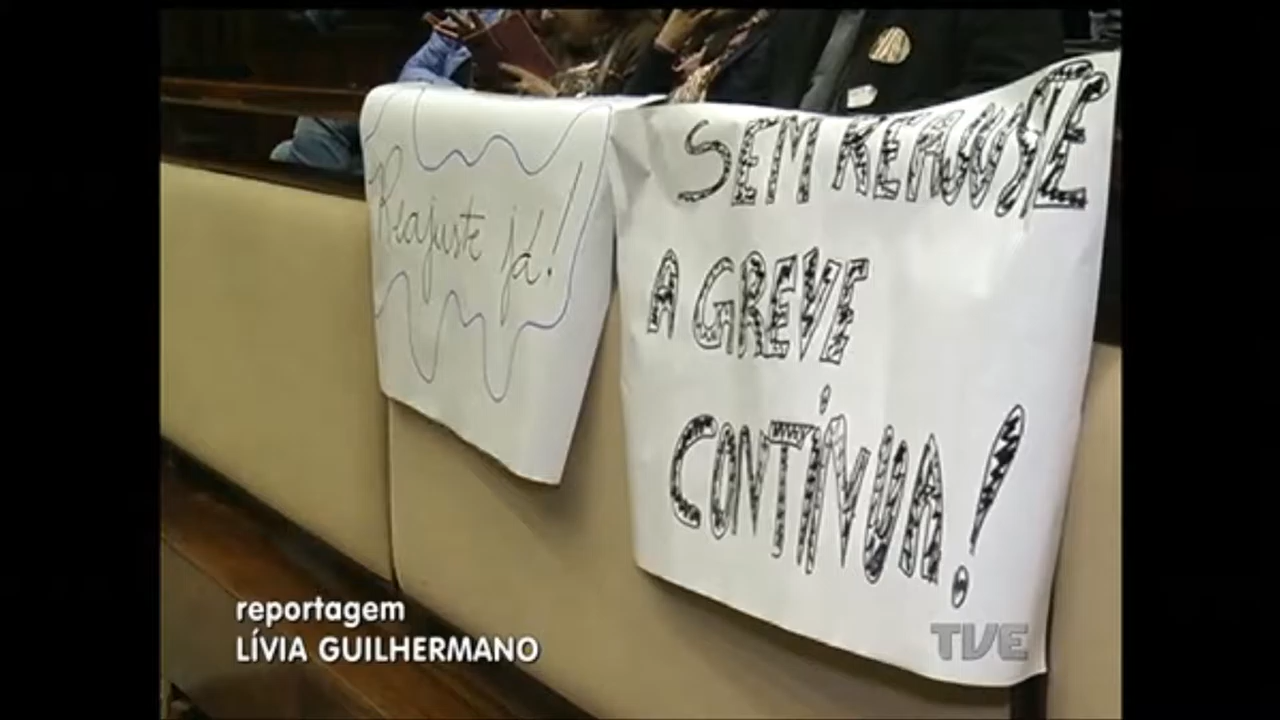 Reajuste já!
SEM REAJUSTE
A GREVE
CONTÍNUA!
reportagem
LÍVIA GUILHERMANO
TVE